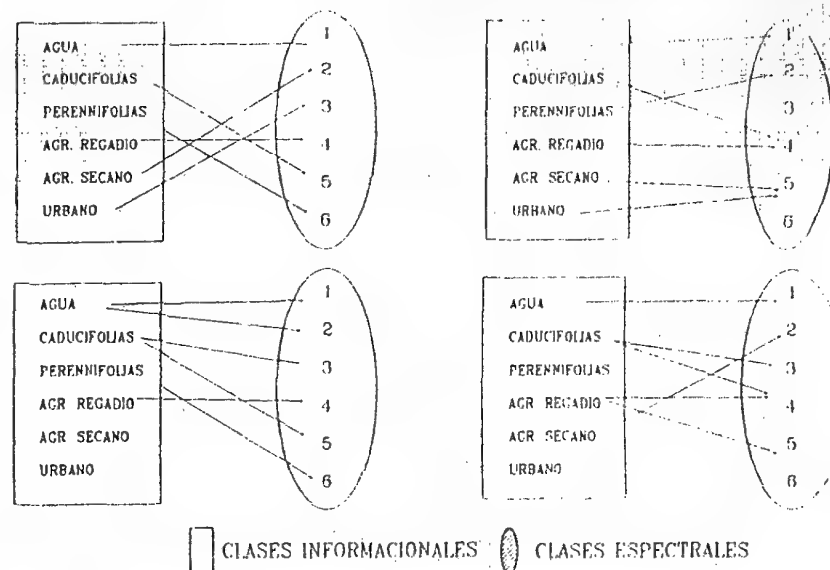 AGUA
CADUCIFOLIAS
PERENNIFOLIAS
AGR. REGADIO
AGR. SECANO
URBANO
1
2
3
4
5
6
AGUA
CADUCIFOLIAS
PERENNIFOLIAS
AGR. REGADIO
AGR SECANO
URBANO
1
2
3
4
5
6
AGUA
CADUCIFOLIAS
PERENNIFOLIAS
AGR REGADIO
AGR SECANO
URBANO
1
2
3
4
5
6
AGUA
CADUCIFOLIAS
PERENNIFOLIAS
AGR REGADIO
AGR SECANO
URBANO
1
2
3
4
5
6
CLASES INFORMACIONALES
CLASES ESPECTRALES